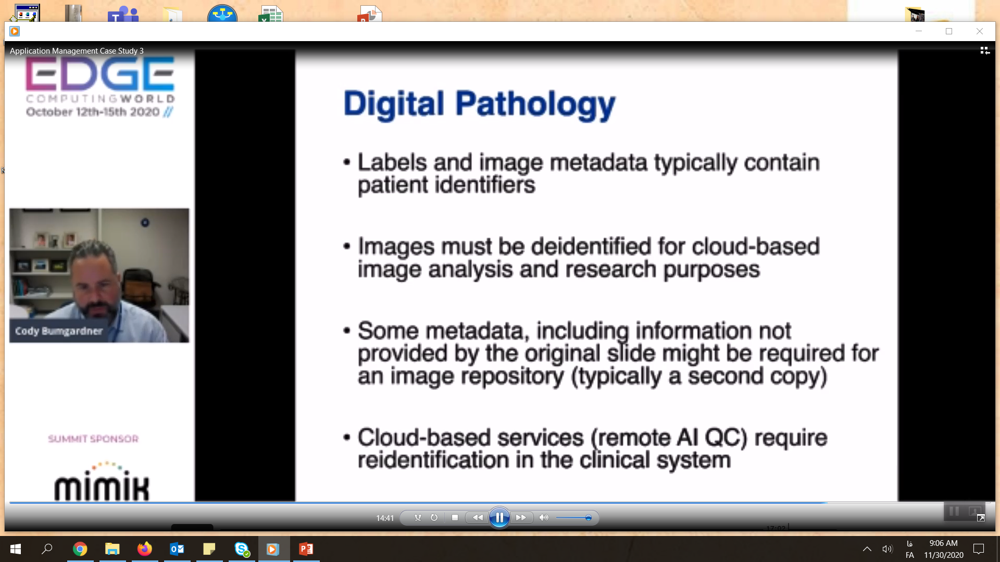 Application Management Case Study 3
EDGE
COMPUTINGWORLD
October 12th-15th 2020 //
Cody Bumgardner
SUMMIT SPONSOR
mimik
Digital Pathology
• Labels and image metadata typically contain
patient identifiers
• Images must be deidentified for cloud-based
image analysis and research purposes
• Some metadata, including information not
provided by the original slide might be required for
an image repository (typically a second copy)
• Cloud-based services (remote AI QC) require
reidentification in the clinical system
14:41
17:02
فا
FA
9:06 AM
11/30/2020